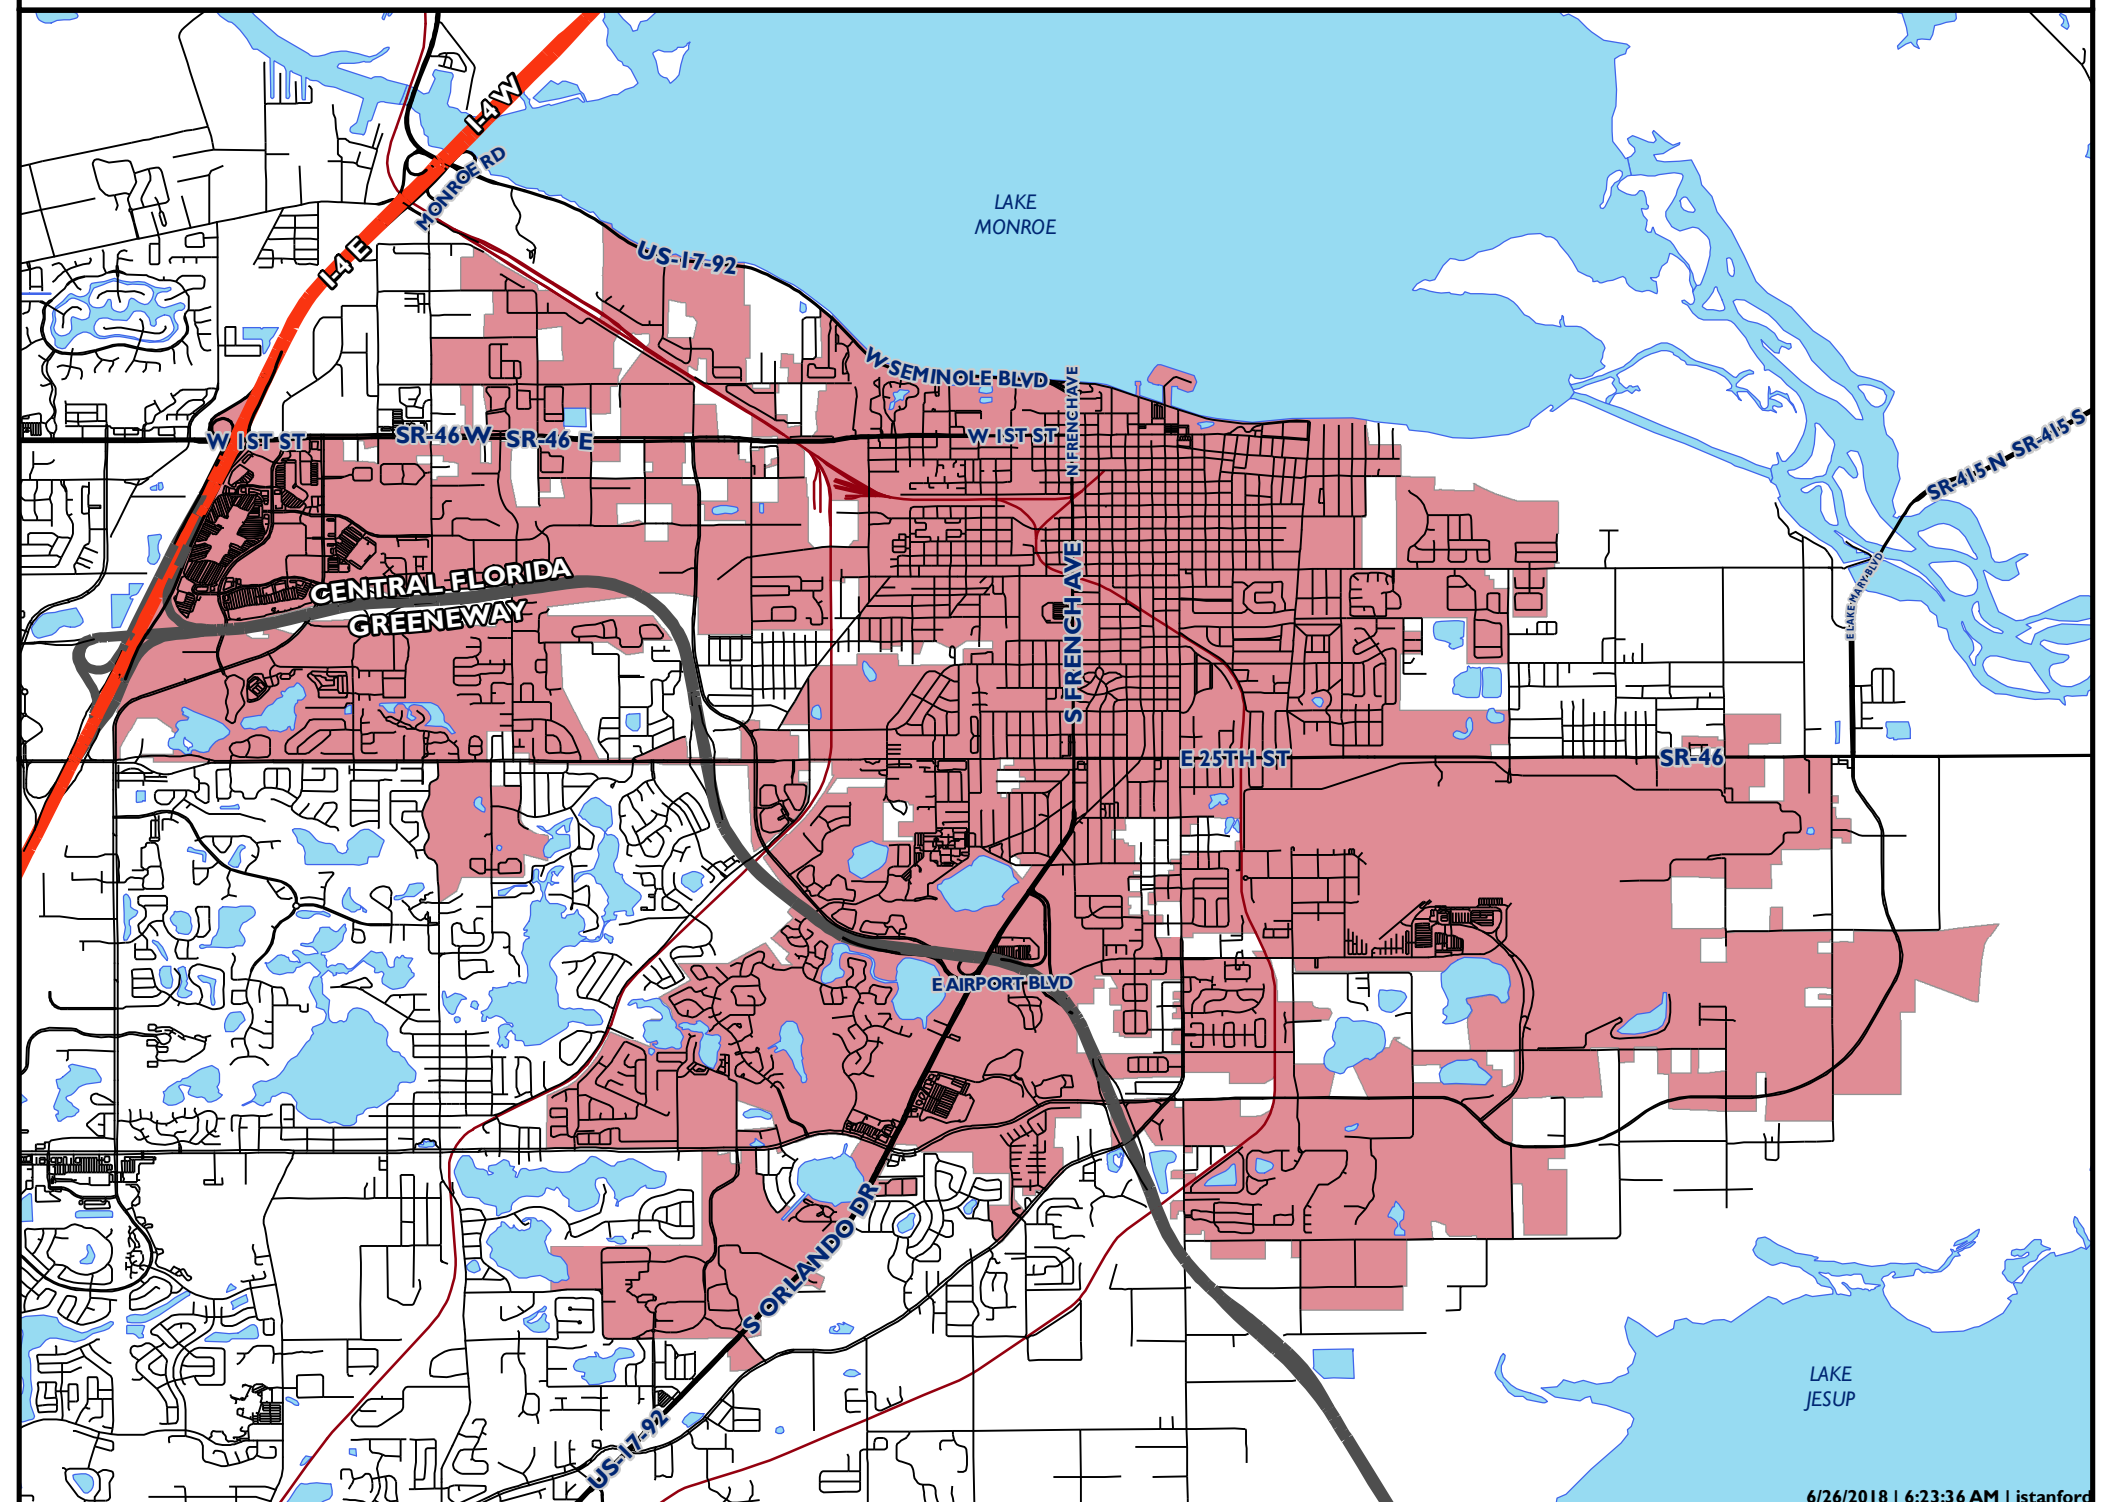 I-4 W
MONROE RD
I-4 E
LAKE
MONROE
US-17-92
W SEMINOLE BLVD
N FRENCH AVE
W 1ST ST
SR-46 W
SR-46 E
W 1ST ST
SR-415-N
SR-415-S
E LAKE MARY BLVD
CENTRAL FLORIDA
GREENEWAY
S FRENCH AVE
E 25TH ST
SR-46
E AIRPORT BLVD
S ORLANDO DR
US-17-92
LAKE
JESUP
6/26/2018 | 6:23:36 AM | jstanford